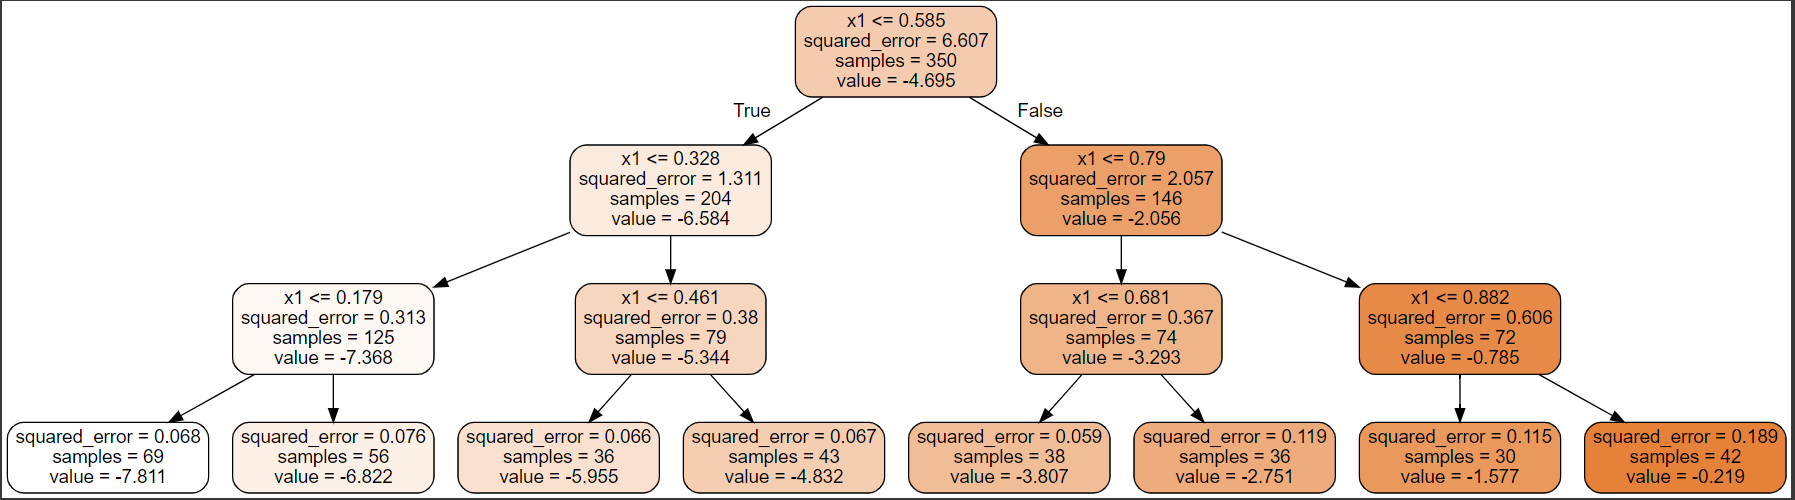 x1 <= 0.585
squared_error = 6.607
samples = 350
value = -4.695
True
False
x1 <= 0.328
squared_error = 1.311
samples = 204
value = -6.584
x1 <= 0.79
squared_error = 2.057
samples = 146
value = -2.056
x1 <= 0.179
squared_error = 0.313
samples = 125
value = -7.368
x1 <= 0.461
squared_error = 0.38
samples = 79
value = -5.344
x1 <= 0.681
squared_error = 0.367
samples = 74
value = -3.293
x1 <= 0.882
squared_error = 0.606
samples = 72
value = -0.785
squared_error = 0.068
samples = 69
value = -7.811
squared_error = 0.076
samples = 56
value = -6.822
squared_error = 0.066
samples = 36
value = -5.955
squared_error = 0.067
samples = 43
value = -4.832
squared_error = 0.059
samples = 38
value = -3.807
squared_error = 0.119
samples = 36
value = -2.751
squared_error = 0.115
samples = 30
value = -1.577
squared_error = 0.189
samples = 42
value = -0.219